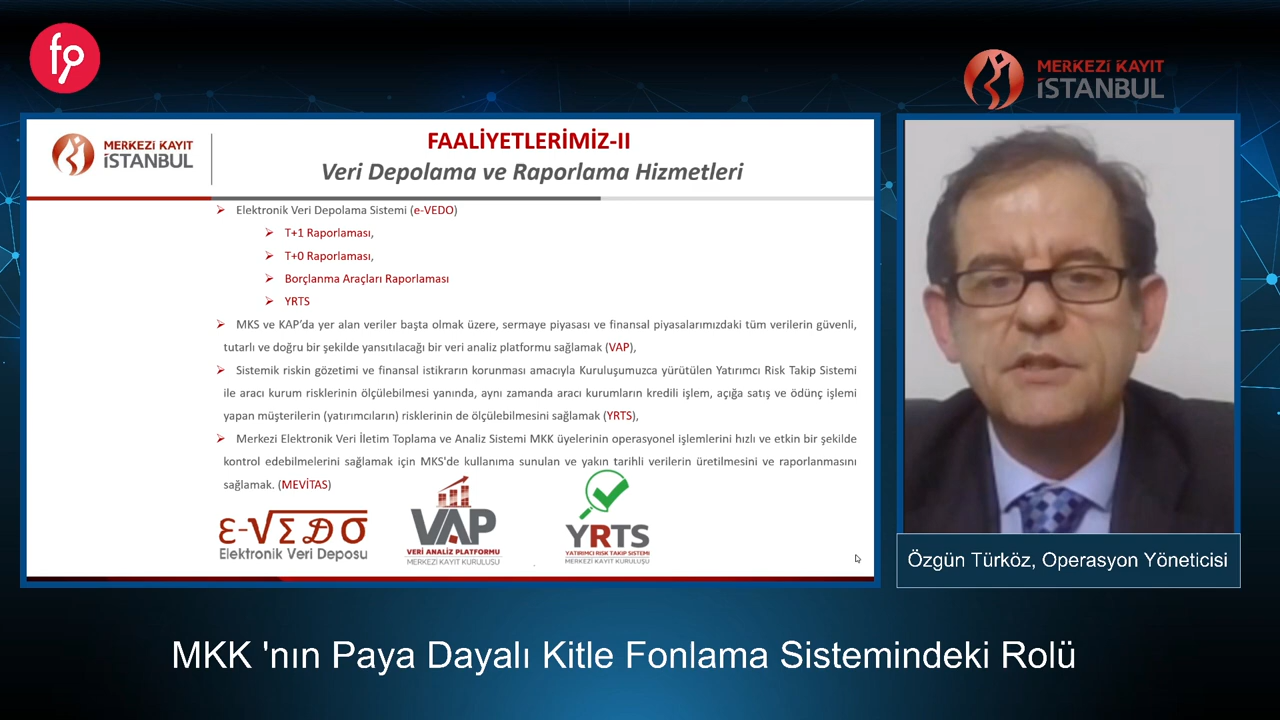 fo
MERKEZİ KAYIT
İSTANBUL
MERKEZİ KAYIT
İSTANBUL
FAALİYETLERİMİZ-II
Veri Depolama ve Raporlama Hizmetleri
Elektronik Veri Depolama Sistemi (e-VEDO)
T+1 Raporlaması,
T+0 Raporlaması,
Borçlanma Araçları Raporlaması
YRTS
MKS ve KAP’da yer alan veriler başta olmak üzere, sermaye piyasası ve finansal piyasalarımızdaki tüm verilerin güvenli,
tutarlı ve doğru bir şekilde yansıtılacağı bir veri analiz platformu sağlamak (VAP),
Sistemik riskin gözetimi ve finansal istikrarın korunması amacıyla Kuruluşumuzca yürütülen Yatırımcı Risk Takip Sistemi
ile aracı kurum risklerinin ölçülebilmesi yanında, aynı zamanda aracı kurumların kredili işlem, açığa satış ve ödünç işlemi
yapan müşterilerin (yatırımcıların) risklerinin de ölçülebilmesini sağlamak (YRTS),
Merkezi Elektronik Veri İletim Toplama ve Analiz Sistemi MKK üyelerinin operasyonel işlemlerini hızlı ve etkin bir şekilde
kontrol edebilmelerini sağlamak için MKS'de kullanıma sunulan ve yakın tarihli verilerin üretilmesini ve raporlanmasını
sağlamak. (MEVİTAS)
e-VEDO
Elektronik Veri Deposu
VAP
VERİ ANALİZ PLATFORMU
MERKEZİ KAYIT KURULUŞU
YRTS
YATIRIMCI RİSK TAKİP SİSTEMİ
MERKEZİ KAYIT KURULUŞU
Özgün Türköz, Operasyon Yöneticisi
MKK 'nın Paya Dayalı Kitle Fonlama Sistemindeki Rolü